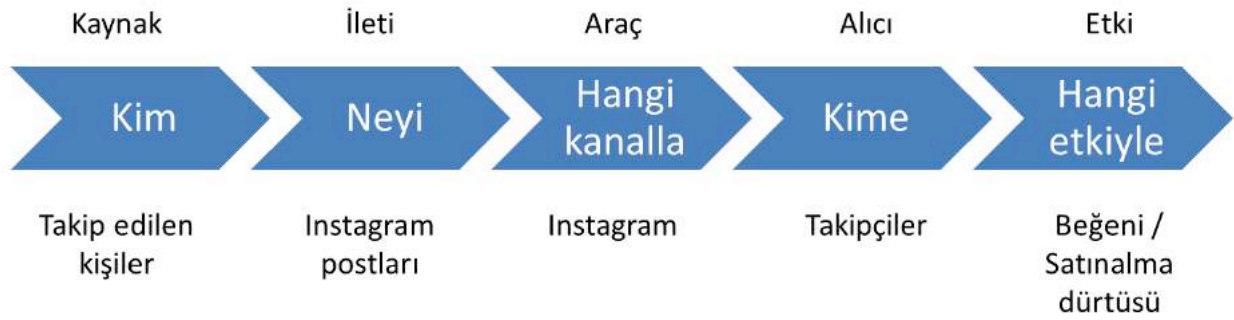 Kaynak
İleti
Araç
Alıcı
Etki
Kim
Neyi
Hangi
kanalla
Kime
Hangi
etkiyle
Takip edilen
kişiler
Instagram
postları
Instagram
Takipçiler
Beğeni /
Satınalma
dürtüsü